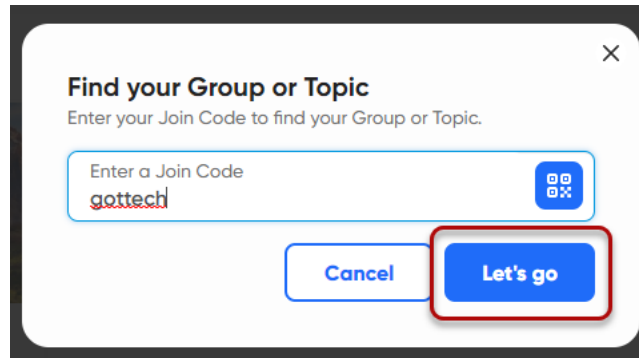 Find your Group or Topic
Enter your Join Code to find your Group or Topic.
Enter a Join Code
gottech
Cancel
Let's go